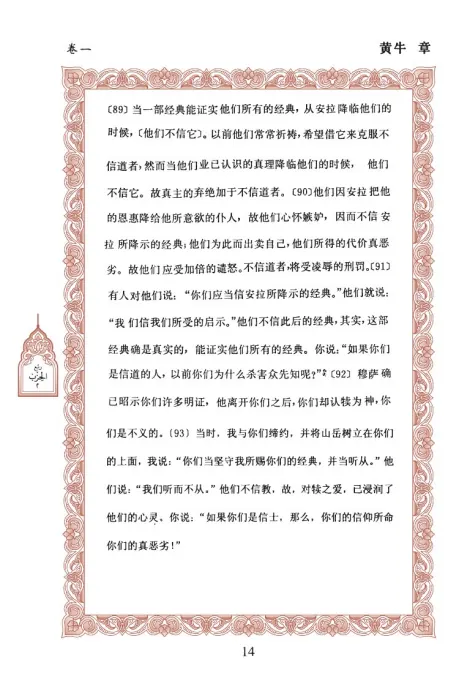 卷一
黄牛 章
〔89〕当一部经典能证实他们所有的经典，从安拉降临他们的
时候，〔他们不信它〕。以前他们常常祈祷，希望借它来克服不
信道者，然而当他们业已认识的真理降临他们的时候， 他们
不信它。故真主的弃绝加于不信道者。〔90〕他们因安拉把他
的恩惠降给他所意欲的仆人，故他们心怀嫉妒，因而不信安
拉所降示的经典；他们为此而出卖自己，他们所得的代价真恶
劣。故他们应受加倍的谴怒。不信道者，将受凌辱的刑罚。〔91〕
有人对他们说：“你们应当信安拉所降示的经典。”他们就说：
“我们信我们所受的启示。”他们不信此后的经典，其实，这部
经典确是真实的，能证实他们所有的经典。你说：“如果你们
是信道的人，以前你们为什么杀害众先知呢？”〔92〕穆萨确
已昭示你们许多明证，他离开你们之后，你们却认犊为神，你
们是不义的。〔93〕当时，我与你们缔约，并将山岳树立在你们
的上面，我说：“你们当坚守我所赐你们的经典，并当听从。”他
们说：“我们听而不从。”他们不信教，故，对犊之爱，已浸润了
他们的心灵、你说：“如果你们是信士，那么，你们的信仰所命
你们的真恶劣！”
ربع
الحزب
٢
14